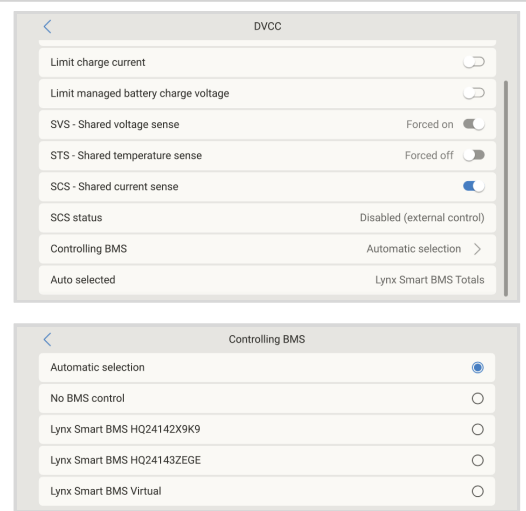 DVCC
Limit charge current
Limit managed battery charge voltage
SVS - Shared voltage sense Forced on
STS - Shared temperature sense Forced off
SCS - Shared current sense
SCS status Disabled (external control)
Controlling BMS Automatic selection
Auto selected Lynx Smart BMS Totals
Controlling BMS
Automatic selection
No BMS control
Lynx Smart BMS HQ24142X9K9
Lynx Smart BMS HQ24143ZEGE
Lynx Smart BMS Virtual